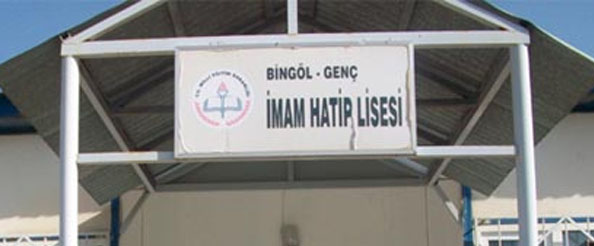 BİNGÖL - GENÇ
İMAM HATİP LİSESİ